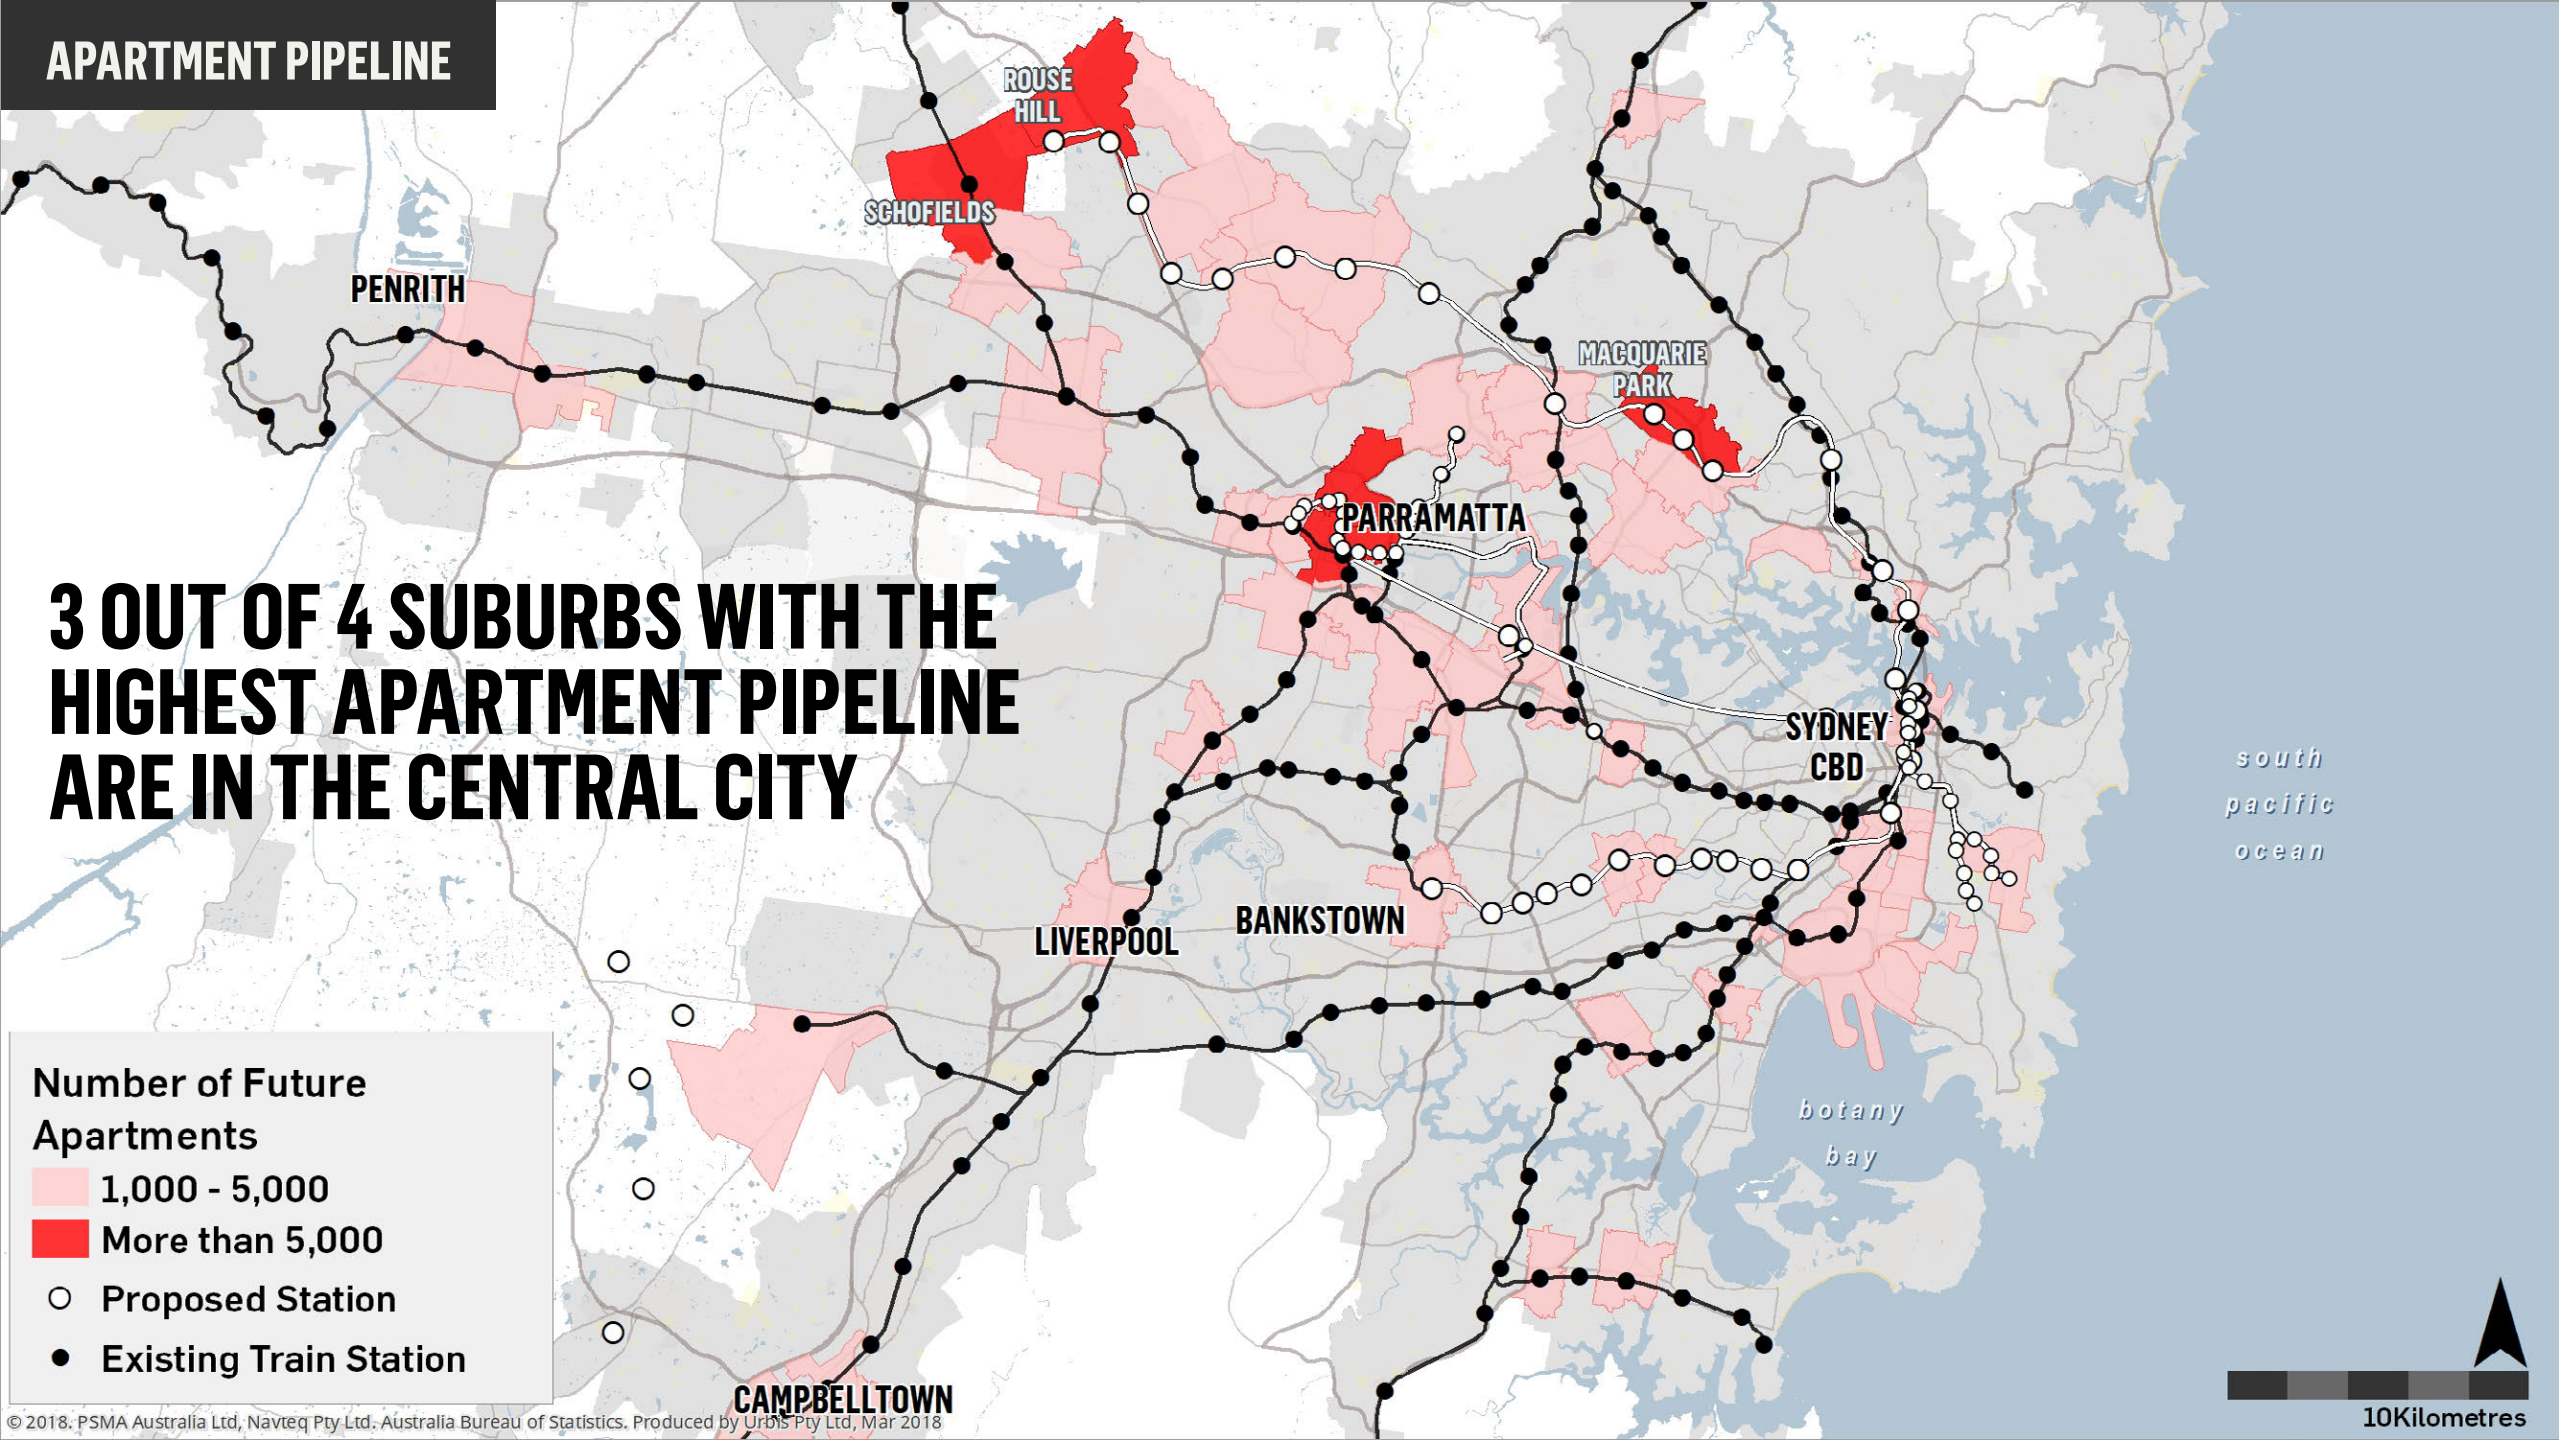 APARTMENT PIPELINE
ROUSE
HILL
SCHOFIELDS
PENRITH
MACQUARIE
PARK
PARRAMATTA
3 OUT OF 4 SUBURBS WITH THE
HIGHEST APARTMENT PIPELINE
ARE IN THE CENTRAL CITY
SYDNEY
CBD
south
pacific
ocean
BANKSTOWN
LIVERPOOL
botany
bay
Number of Future
Apartments
1,000 - 5,000
More than 5,000
Proposed Station
Existing Train Station
CAMPBELLTOWN
© 2018. PSMA Australia Ltd, Navteq Pty Ltd. Australia Bureau of Statistics. Produced by Urbis Pty Ltd, Mar 2018
10Kilometres